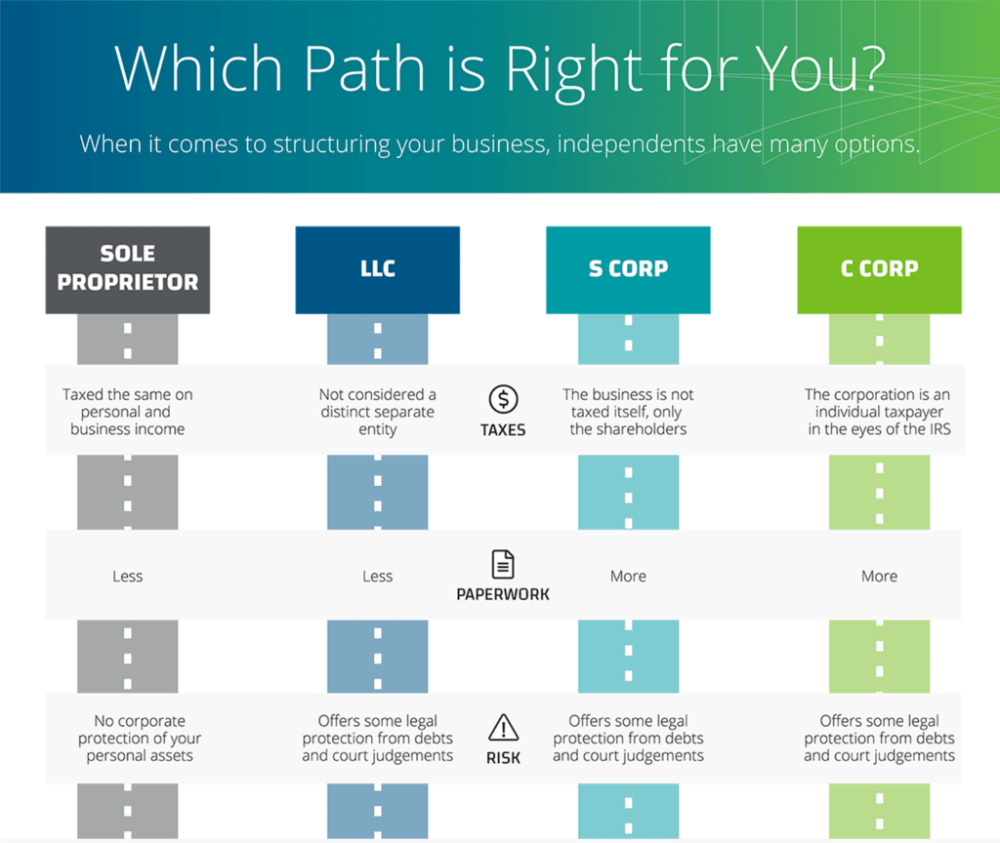 Which Path is Right for You?
When it comes to structuring your business, independents have many options.
SOLE
PROPRIETOR
LLC
S CORP
C CORP
Taxed the same on
personal and
business income
Not considered a
distinct separate
entity
TAXES
The business is not
taxed itself, only
the shareholders
The corporation is an
individual taxpayer
in the eyes of the IRS
Less
Less
PAPERWORK
More
More
No corporate
protection of your
personal assets
Offers some legal
protection from debts
and court judgements
RISK
Offers some legal
protection from debts
and court judgements
Offers some legal
protection from debts
and court judgements